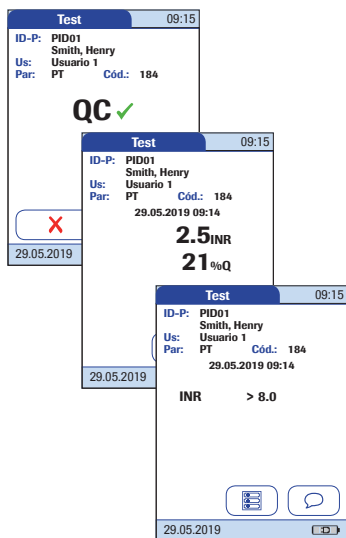 Test 09:15
ID-P: PID01
Smith, Henry
Us: Usuario 1
Par: PT Cód.: 184
QC
29.05.2019
Test 09:15
ID-P: PID01
Smith, Henry
Us: Usuario 1
Par: PT Cód.: 184
29.05.2019 09:14
2.5INR
21%Q
29.05.2019
Test 09:15
ID-P: PID01
Smith, Henry
Us: Usuario 1
Par: PT Cód.: 184
29.05.2019 09:14
INR > 8.0
29.05.2019